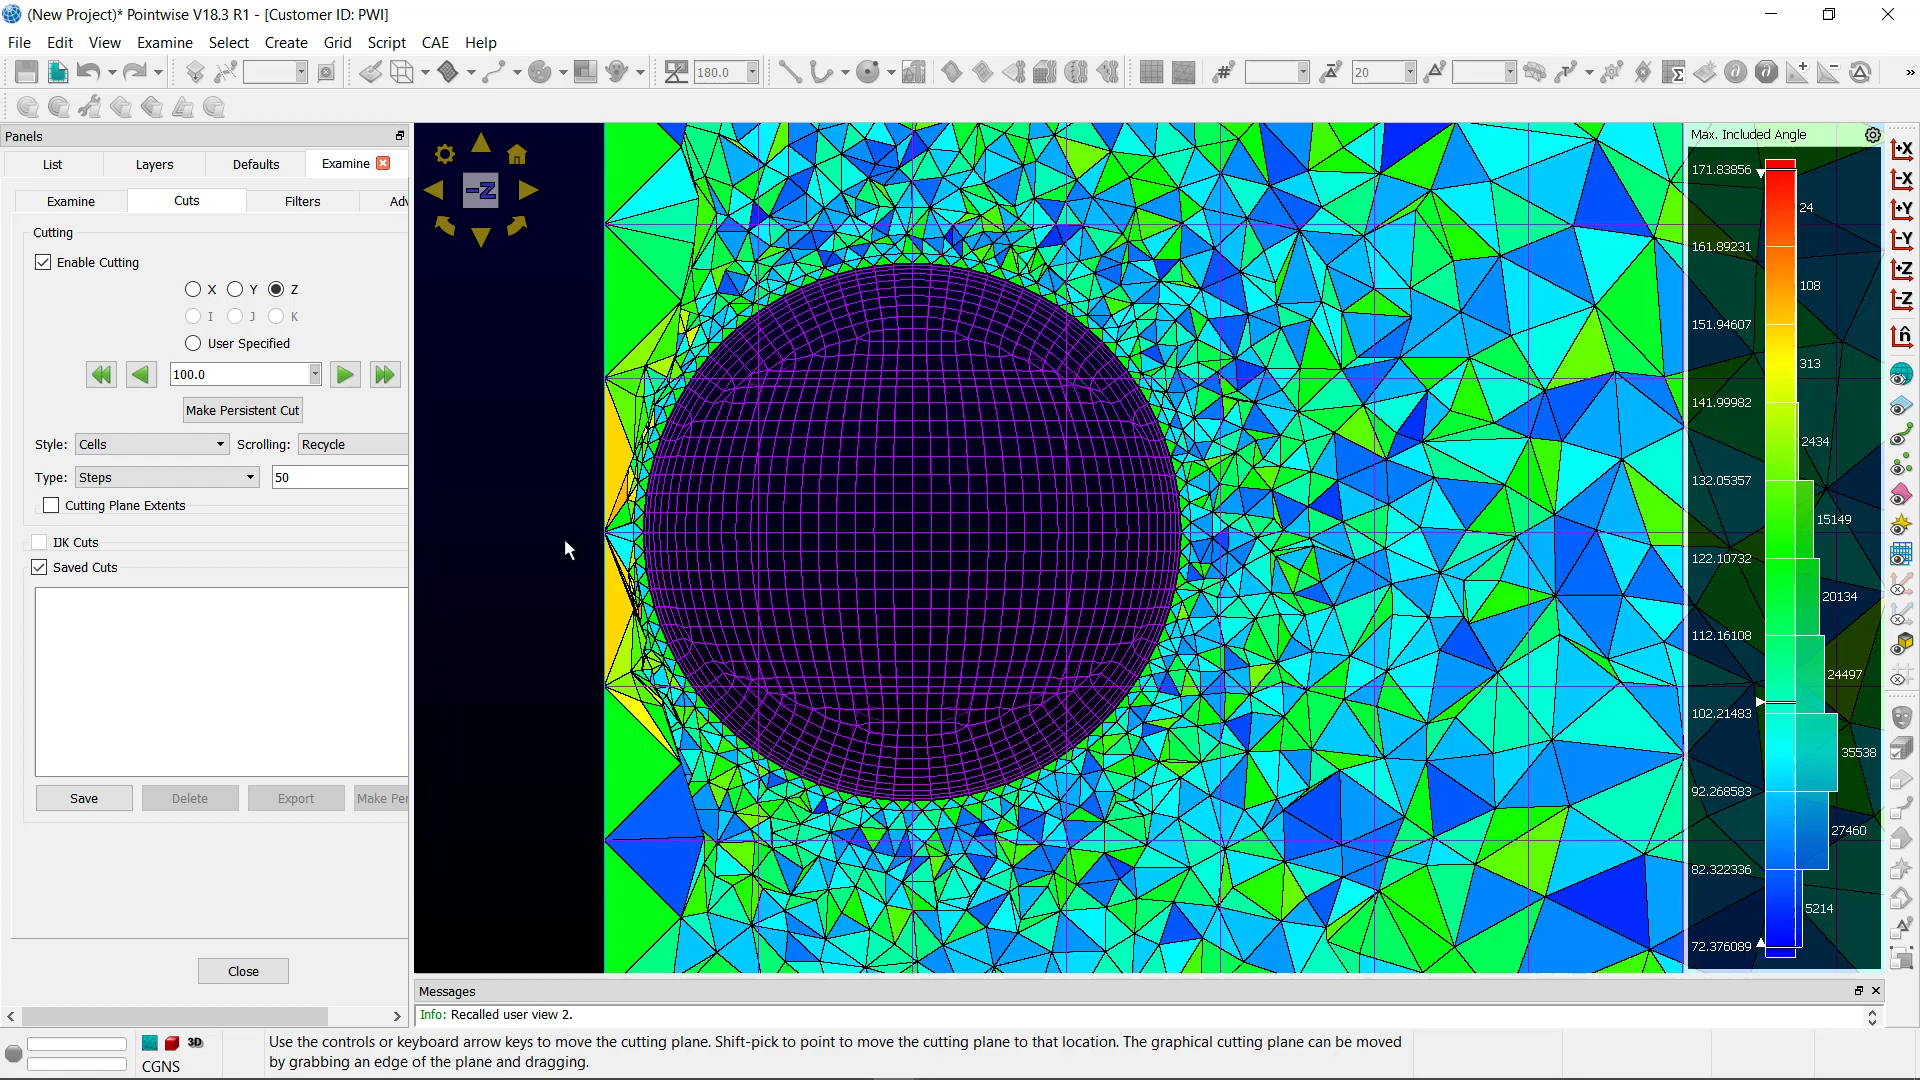 (New Project)* Pointwise V18.3 R1 - [Customer ID: PWI]
File Edit View Examine Select Create Grid Script CAE Help
180.0
20
»
Panels
List Layers Defaults Examine
Examine Cuts Filters Adv
Cutting
Enable Cutting
X Y Z
I J K
User Specified
100.0
Make Persistent Cut
Style: Cells Scrolling: Recycle
Type: Steps 50
Cutting Plane Extents
IJK Cuts
Saved Cuts
Save Delete Export Make Per
Close
-Z
Max. Included Angle
171.83856
24
161.89231
108
151.94607
313
141.99982
2434
132.05357
15149
122.10732
20134
112.16108
24497
102.21483
35538
92.268583
27460
82.322336
5214
72.376089
+X
-X
+Y
-Y
+Z
-Z
n̂
Messages
Info: Recalled user view 2.
3D
CGNS
Use the controls or keyboard arrow keys to move the cutting plane. Shift-pick to point to move the cutting plane to that location. The graphical cutting plane can be moved
by grabbing an edge of the plane and dragging.